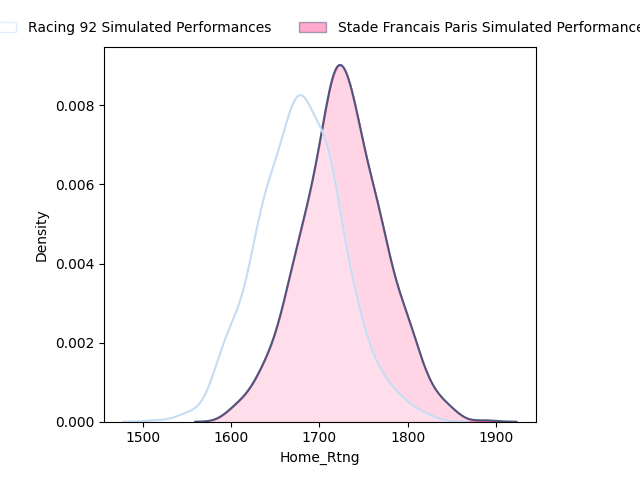 Racing 92 Simulated Performances Stade Francais Paris Simulated Performance
0.008
0.006
0.004
0.002
0.000
Density
1500 1600 1700 1800 1900
Home_Rtng